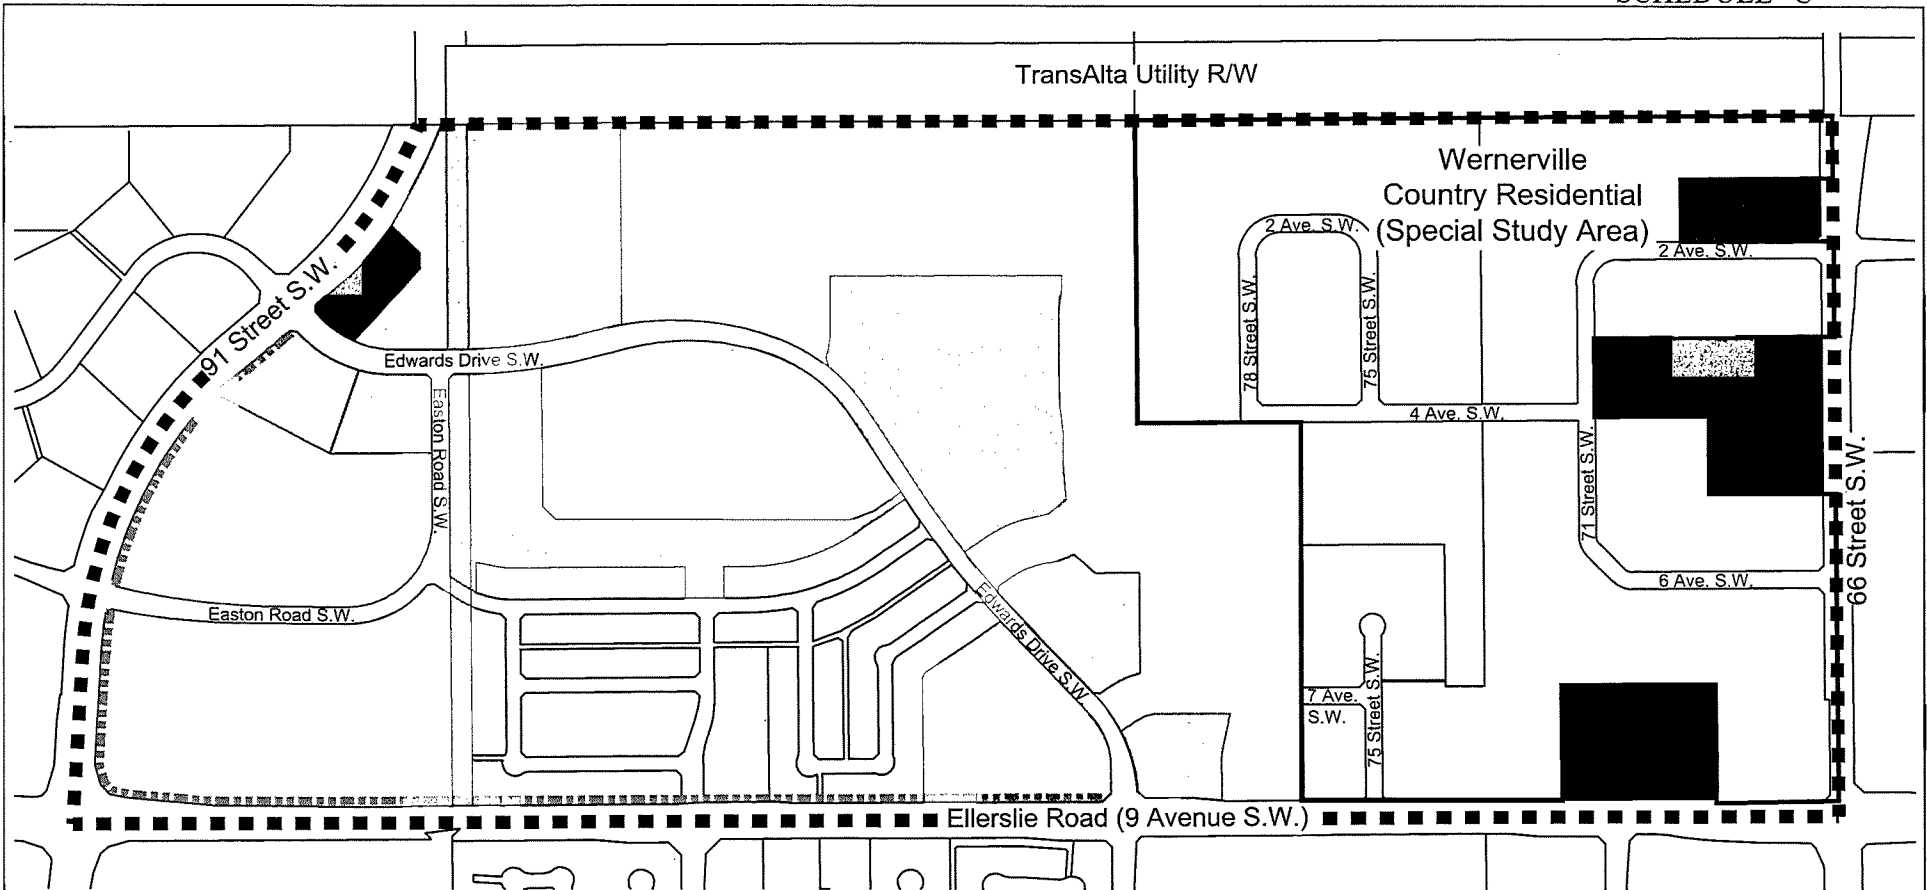 SCHEDULE "C"
TransAlta Utility R/W
Wernerville
Country Residential
(Special Study Area)
2 Ave. S.W.
2 Ave. S.W.
91 Street S.W.
78 Street S.W.
75 Street S.W.
Edwards Drive S.W.
Easton Road S.W.
4 Ave. S.W.
71 Street S.W.
66 Street S.W.
6 Ave. S.W.
Easton Road S.W.
Edwards Drive S.W.
7 Ave.
S.W.
75 Street S.W.
Ellerslie Road (9 Avenue S.W.)